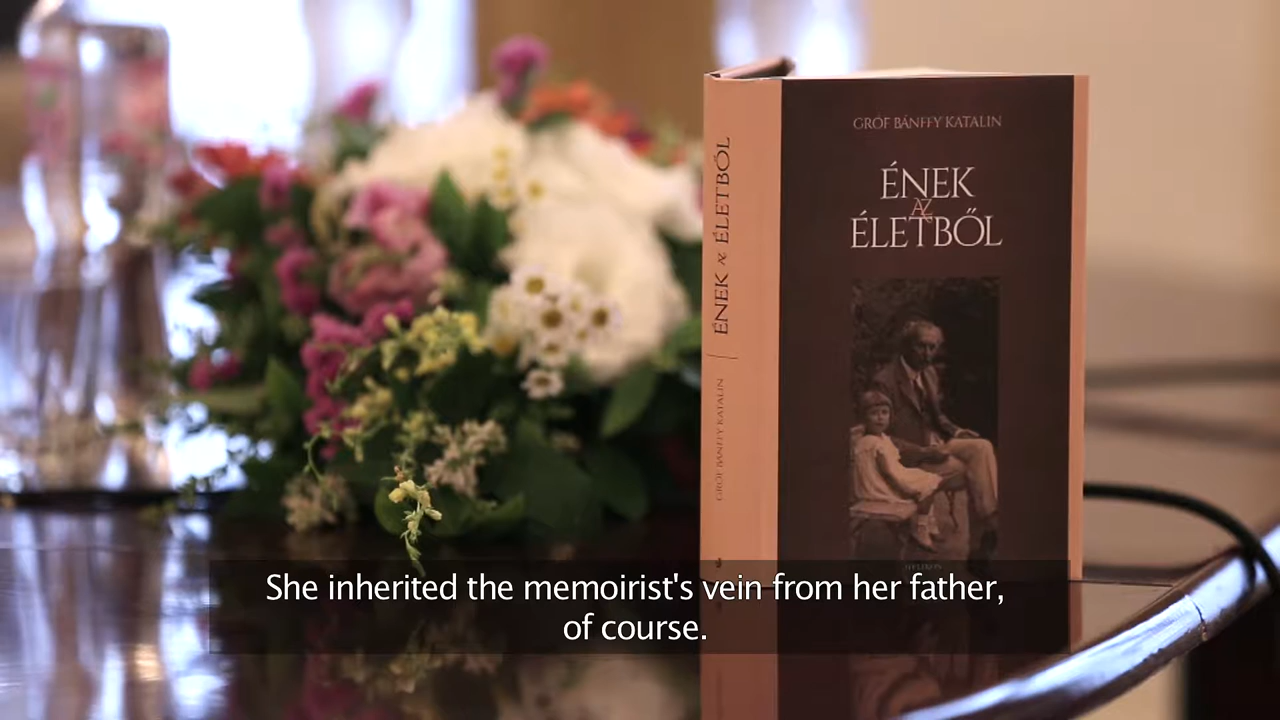 GRÓF BÁNFFY KATALIN
ÉNEK
AZ
ÉLETBŐL
ÉNEK AZ ÉLETBŐL
GRÓF BÁNFFY KATALIN
HELIKON
She inherited the memoirist's vein from her father,
of course.